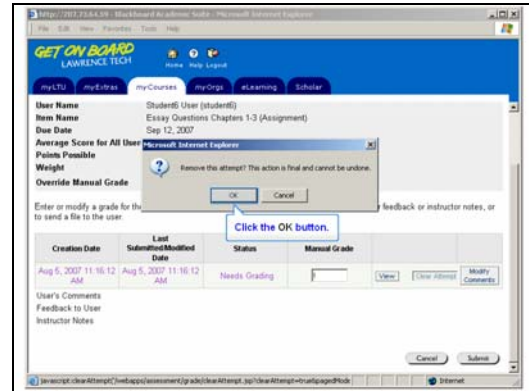 http://207.73.64.59 - Blackboard Academic Suite - Microsoft Internet Explorer
File Edit View Favorites Tools Help
GET ON BOARD
LAWRENCE TECH
Home Help Logout
myLTU myExtras myCourses myOrgs eLearning Scholar
User Name Student6 User (student6)
Item Name Essay Questions Chapters 1-3 (Assignment)
Due Date Sep 12, 2007
Average Score for All User
Points Possible
Weight
Override Manual Grade
Microsoft Internet Explorer
Remove this attempt? This action is final and cannot be undone.
OK Cancel
Click the OK button.
Enter or modify a grade for the r feedback or instructor notes, or
to send a file to the user.
Creation Date Last Submitted/Modified Date Status Manual Grade
Aug 5, 2007 11:16:12 AM Aug 5, 2007 11:16:12 AM Needs Grading View Clear Attempt Modify Comments
User's Comments
Feedback to User
Instructor Notes
Cancel Submit
Internet